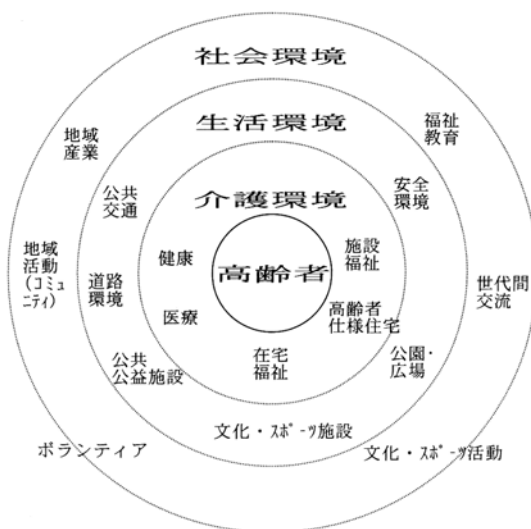 社会環境
生活環境
介護環境
高齢者
地域
産業
福祉
教育
公共
交通
安全
環境
健康
施設
福祉
地域
活動
(コミュ
ニティ)
道路
環境
世代間
交流
医療
高齢者
仕様住宅
公共
公益施設
在宅
福祉
公園・
広場
文化・スポーツ施設
ボランティア
文化・スポーツ活動